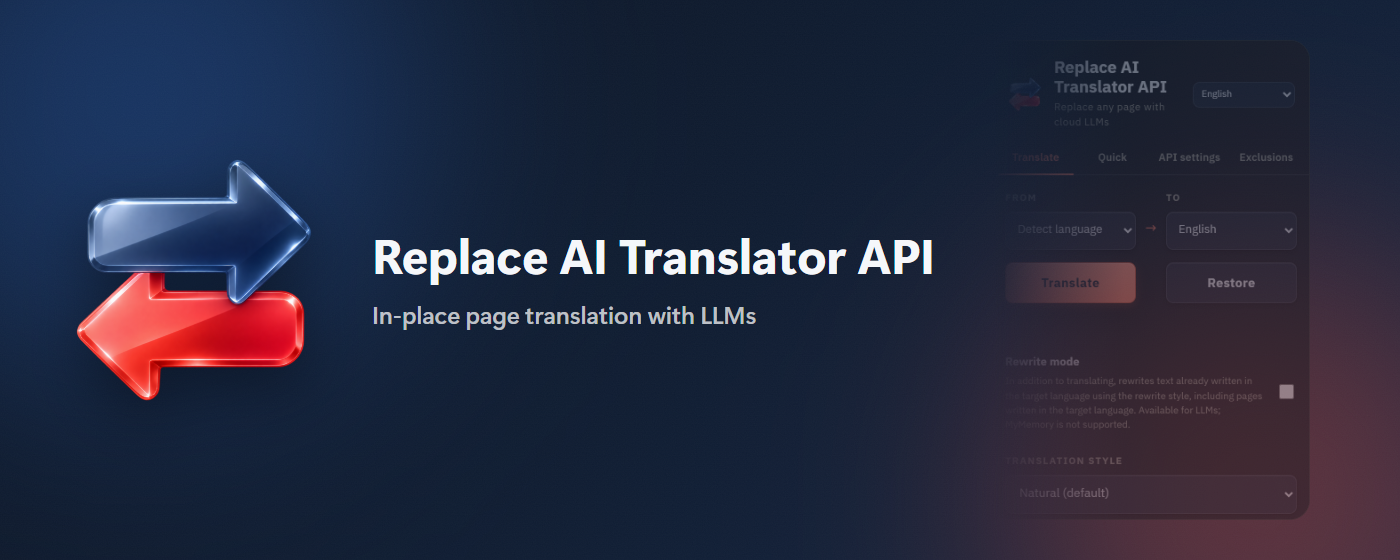 Replace AI Translator API
In-place page translation with LLMs
Replace AI
Translator API
Replace any page with
cloud LLMs
English
Translate
Quick
API settings
Exclusions
FROM
TO
Detect language
→
English
Translate
Restore
Rewrite mode
In addition to translating, rewrites text already written in
the target language using the rewrite style, including pages
written in the target language. Available for LLMs;
MyMemory is not supported.
TRANSLATION STYLE
Natural (default)